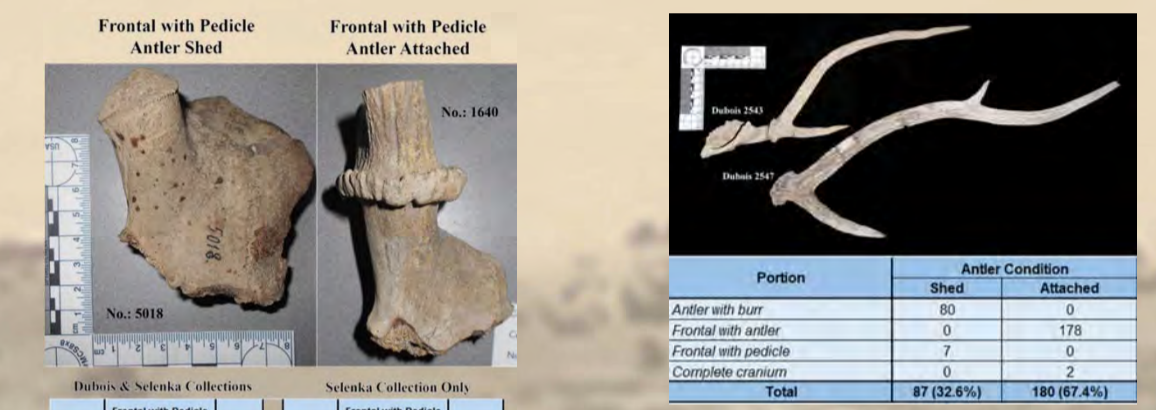 Frontal with Pedicle
Antler Shed
Frontal with Pedicle
Antler Attached
No.: 1640
5018
No.: 5018
Dubois & Selenka Collections
Selenka Collection Only
Frontal with Pedicle
Frontal with Pedicle
Dubois 2543
Dubois 2547
Portion
Antler Condition
Shed
Attached
Antler with burr
80
0
Frontal with antler
0
178
Frontal with pedicle
7
0
Complete cranium
0
2
Total
87 (32.6%)
180 (67.4%)